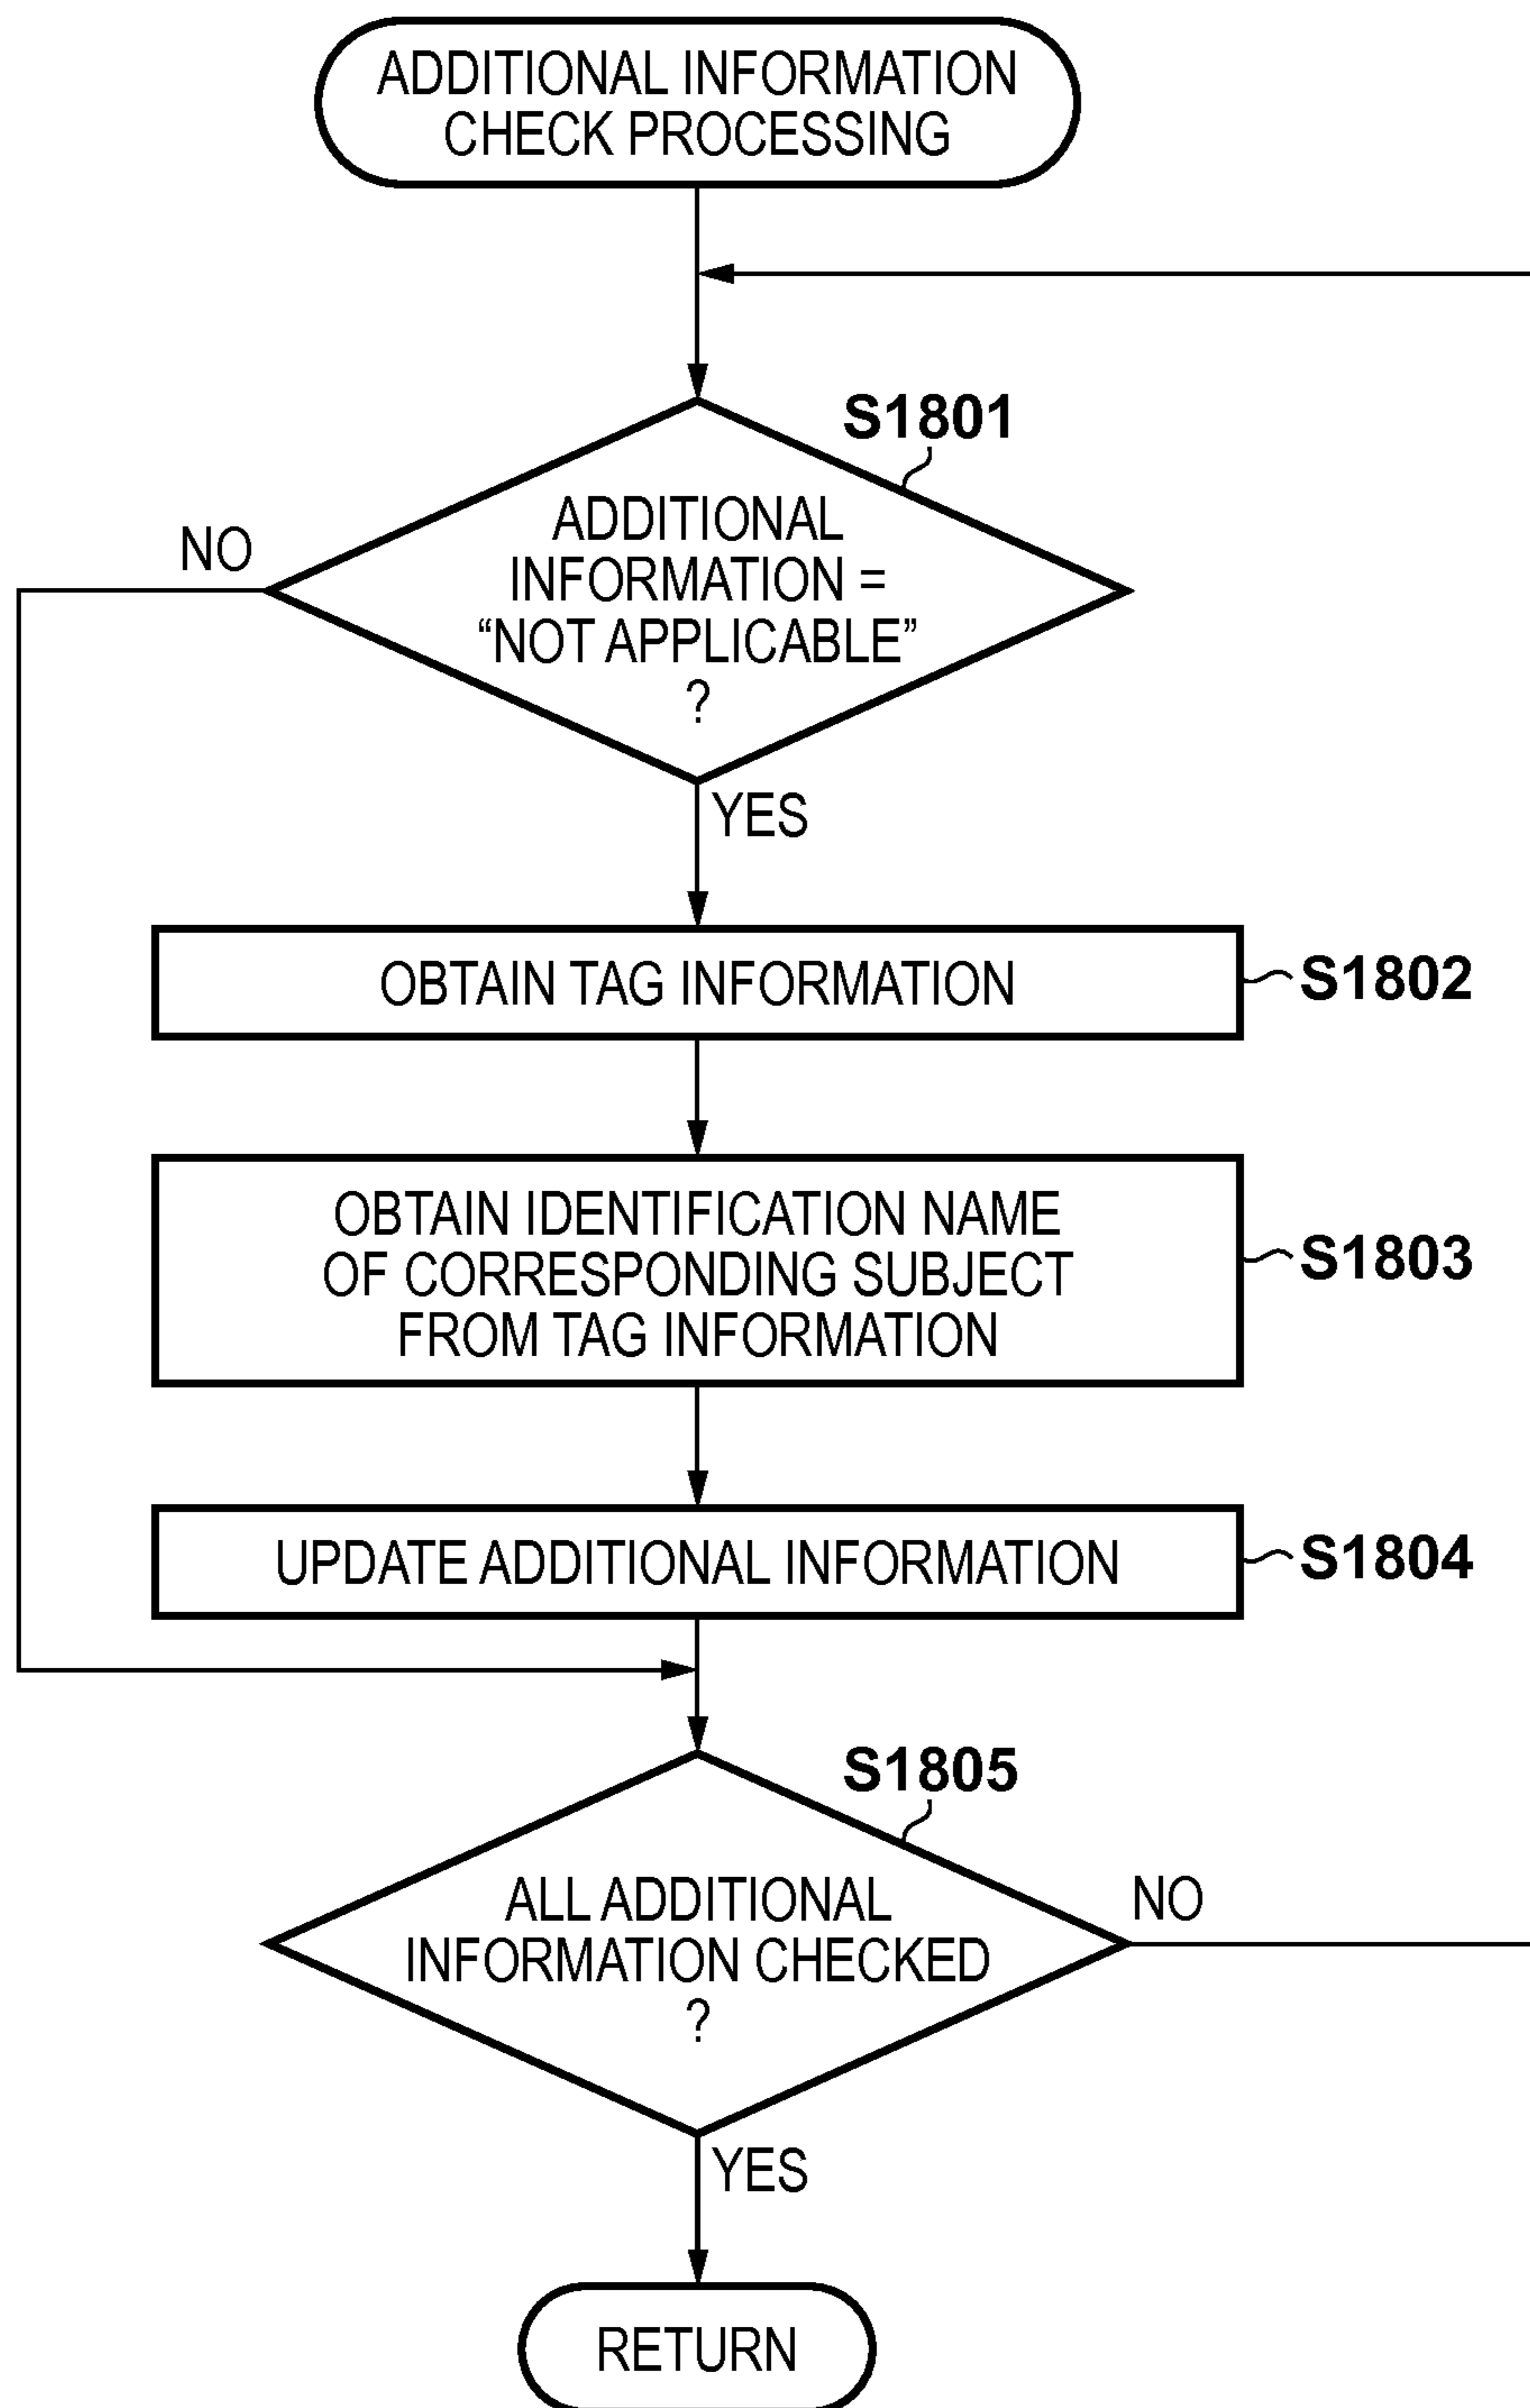 ADDITIONAL INFORMATION
CHECK PROCESSING
S1801
ADDITIONAL
INFORMATION =
“NOT APPLICABLE”
?
NO
YES
OBTAIN TAG INFORMATION
S1802
OBTAIN IDENTIFICATION NAME
OF CORRESPONDING SUBJECT
FROM TAG INFORMATION
S1803
UPDATE ADDITIONAL INFORMATION
S1804
S1805
ALL ADDITIONAL
INFORMATION CHECKED
?
NO
YES
RETURN